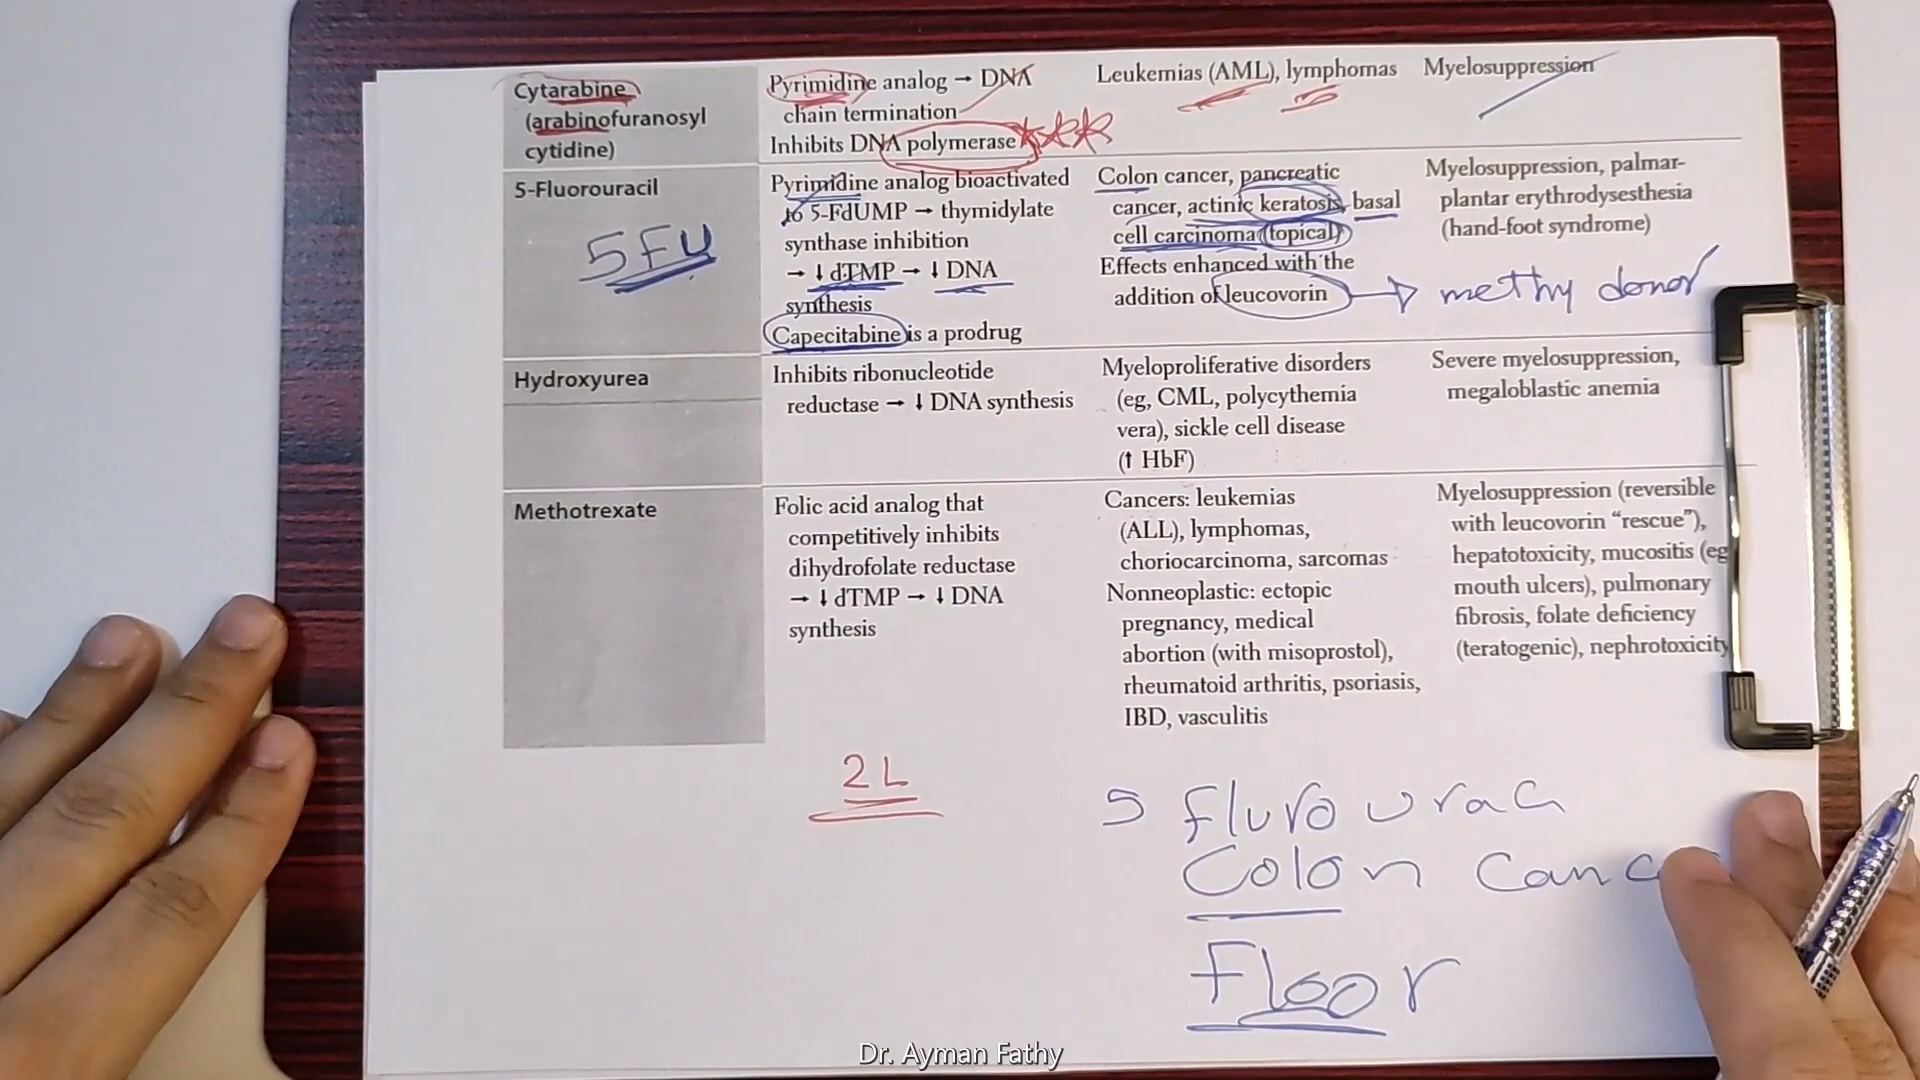 Cytarabine
(arabinofuranosyl
cytidine)
Pyrimidine analog → DNA
chain termination
Inhibits DNA polymerase
Leukemias (AML), lymphomas
Myelosuppression
5-Fluorouracil
5FU
Pyrimidine analog bioactivated
to 5-FdUMP → thymidylate
synthase inhibition
→ ↓ dTMP → ↓ DNA
synthesis
Capecitabine is a prodrug
Colon cancer, pancreatic
cancer, actinic keratosis, basal
cell carcinoma (topical)
Effects enhanced with the
addition of leucovorin
Myelosuppression, palmar-
plantar erythrodysesthesia
(hand-foot syndrome)
methy donor
Hydroxyurea
Inhibits ribonucleotide
reductase → ↓ DNA synthesis
Myeloproliferative disorders
(eg, CML, polycythemia
vera), sickle cell disease
(↑ HbF)
Severe myelosuppression,
megaloblastic anemia
Methotrexate
Folic acid analog that
competitively inhibits
dihydrofolate reductase
→ ↓ dTMP → ↓ DNA
synthesis
Cancers: leukemias
(ALL), lymphomas,
choriocarcinoma, sarcomas
Nonneoplastic: ectopic
pregnancy, medical
abortion (with misoprostol),
rheumatoid arthritis, psoriasis,
IBD, vasculitis
Myelosuppression (reversible
with leucovorin “rescue”),
hepatotoxicity, mucositis (eg
mouth ulcers), pulmonary
fibrosis, folate deficiency
(teratogenic), nephrotoxicity
2L
5 Fluro
Colon
Floor
Dr. Ayman Fathy